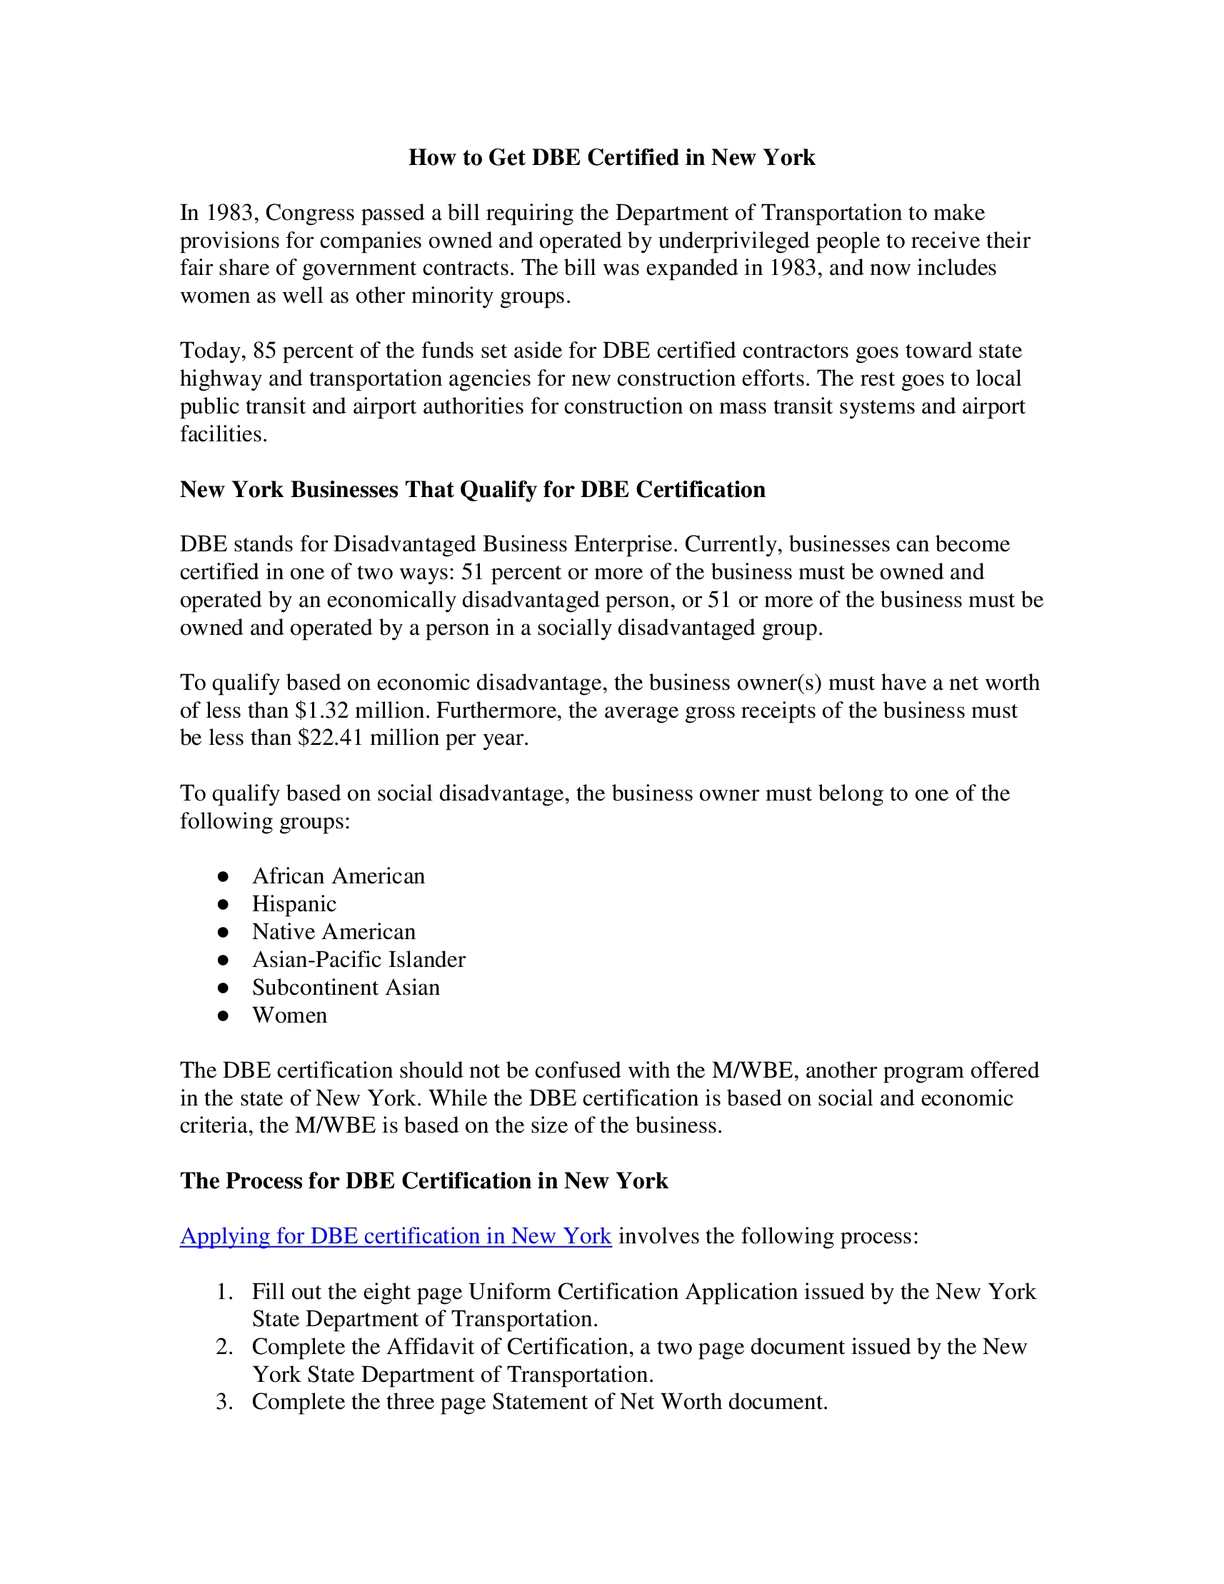 How to Get DBE Certified in New York
In 1983, Congress passed a bill requiring the Department of Transportation to make
provisions for companies owned and operated by underprivileged people to receive their
fair share of government contracts. The bill was expanded in 1983, and now includes
women as well as other minority groups.
Today, 85 percent of the funds set aside for DBE certified contractors goes toward state
highway and transportation agencies for new construction efforts. The rest goes to local
public transit and airport authorities for construction on mass transit systems and airport
facilities.
New York Businesses That Qualify for DBE Certification
DBE stands for Disadvantaged Business Enterprise. Currently, businesses can become
certified in one of two ways: 51 percent or more of the business must be owned and
operated by an economically disadvantaged person, or 51 or more of the business must be
owned and operated by a person in a socially disadvantaged group.
To qualify based on economic disadvantage, the business owner(s) must have a net worth
of less than $1.32 million. Furthermore, the average gross receipts of the business must
be less than $22.41 million per year.
To qualify based on social disadvantage, the business owner must belong to one of the
following groups:
● African American
● Hispanic
● Native American
● Asian-Pacific Islander
● Subcontinent Asian
● Women
The DBE certification should not be confused with the M/WBE, another program offered
in the state of New York. While the DBE certification is based on social and economic
criteria, the M/WBE is based on the size of the business.
The Process for DBE Certification in New York
Applying for DBE certification in New York involves the following process:
1. Fill out the eight page Uniform Certification Application issued by the New York
State Department of Transportation.
2. Complete the Affidavit of Certification, a two page document issued by the New
York State Department of Transportation.
3. Complete the three page Statement of Net Worth document.